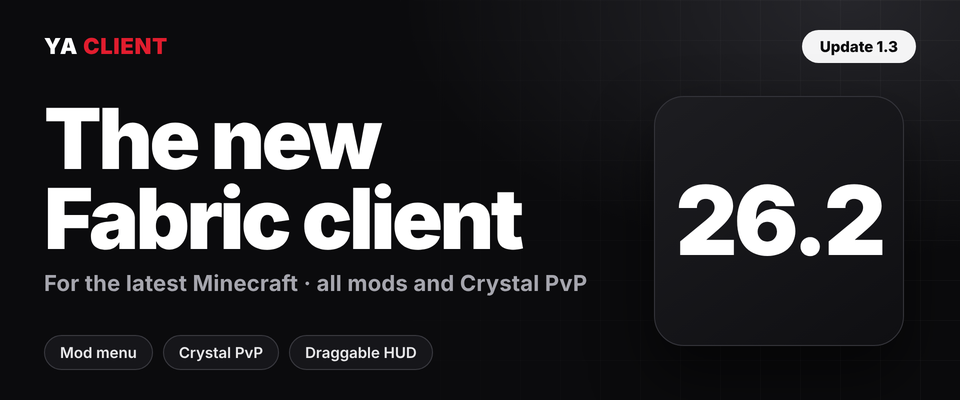 YA CLIENT
Update 1.3
The new
Fabric client
For the latest Minecraft · all mods and Crystal PvP
26.2
Mod menu
Crystal PvP
Draggable HUD